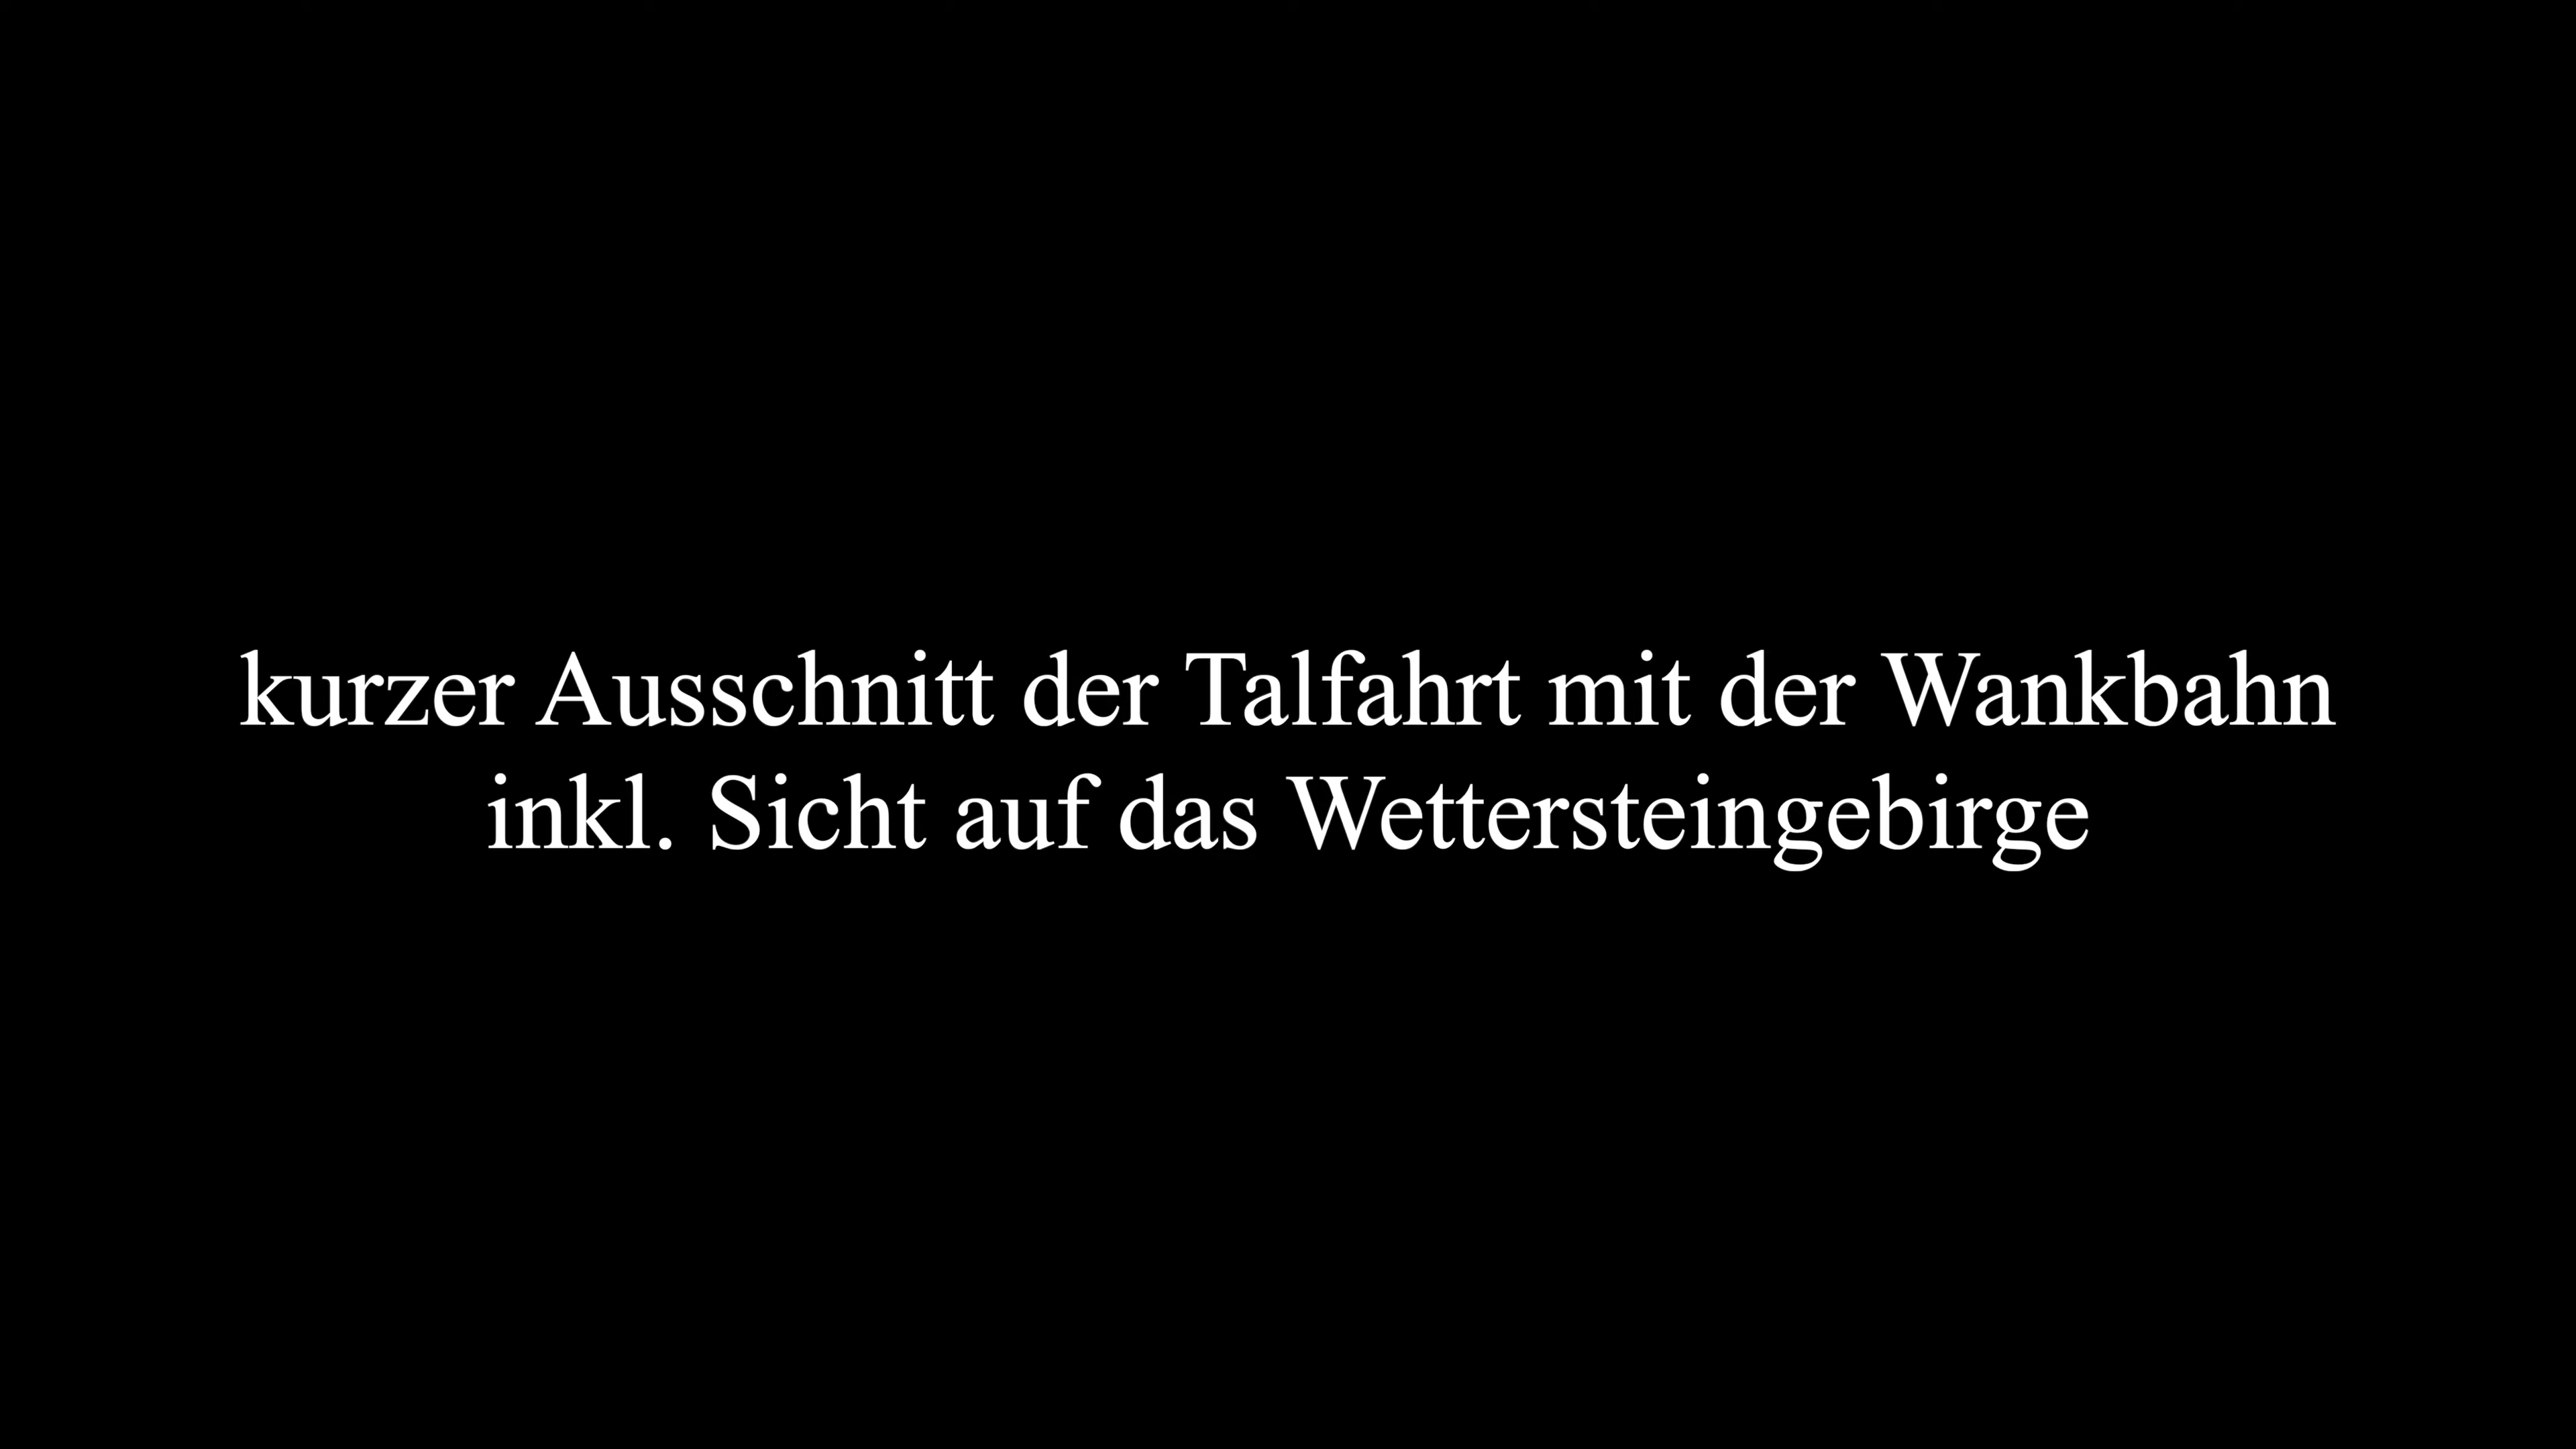 kurzer Ausschnitt der Talfahrt mit der Wankbahn
inkl. Sicht auf das Wettersteingebirge